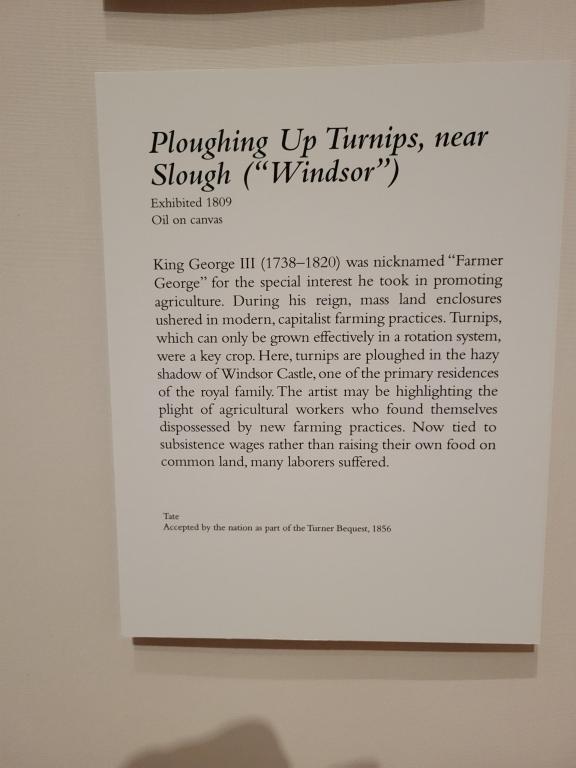 Ploughing Up Turnips, near
Slough (“Windsor”)
Exhibited 1809
Oil on canvas
King George III (1738–1820) was nicknamed “Farmer
George” for the special interest he took in promoting
agriculture. During his reign, mass land enclosures
ushered in modern, capitalist farming practices. Turnips,
which can only be grown effectively in a rotation system,
were a key crop. Here, turnips are ploughed in the hazy
shadow of Windsor Castle, one of the primary residences
of the royal family. The artist may be highlighting the
plight of agricultural workers who found themselves
dispossessed by new farming practices. Now tied to
subsistence wages rather than raising their own food on
common land, many laborers suffered.
Tate
Accepted by the nation as part of the Turner Bequest, 1856